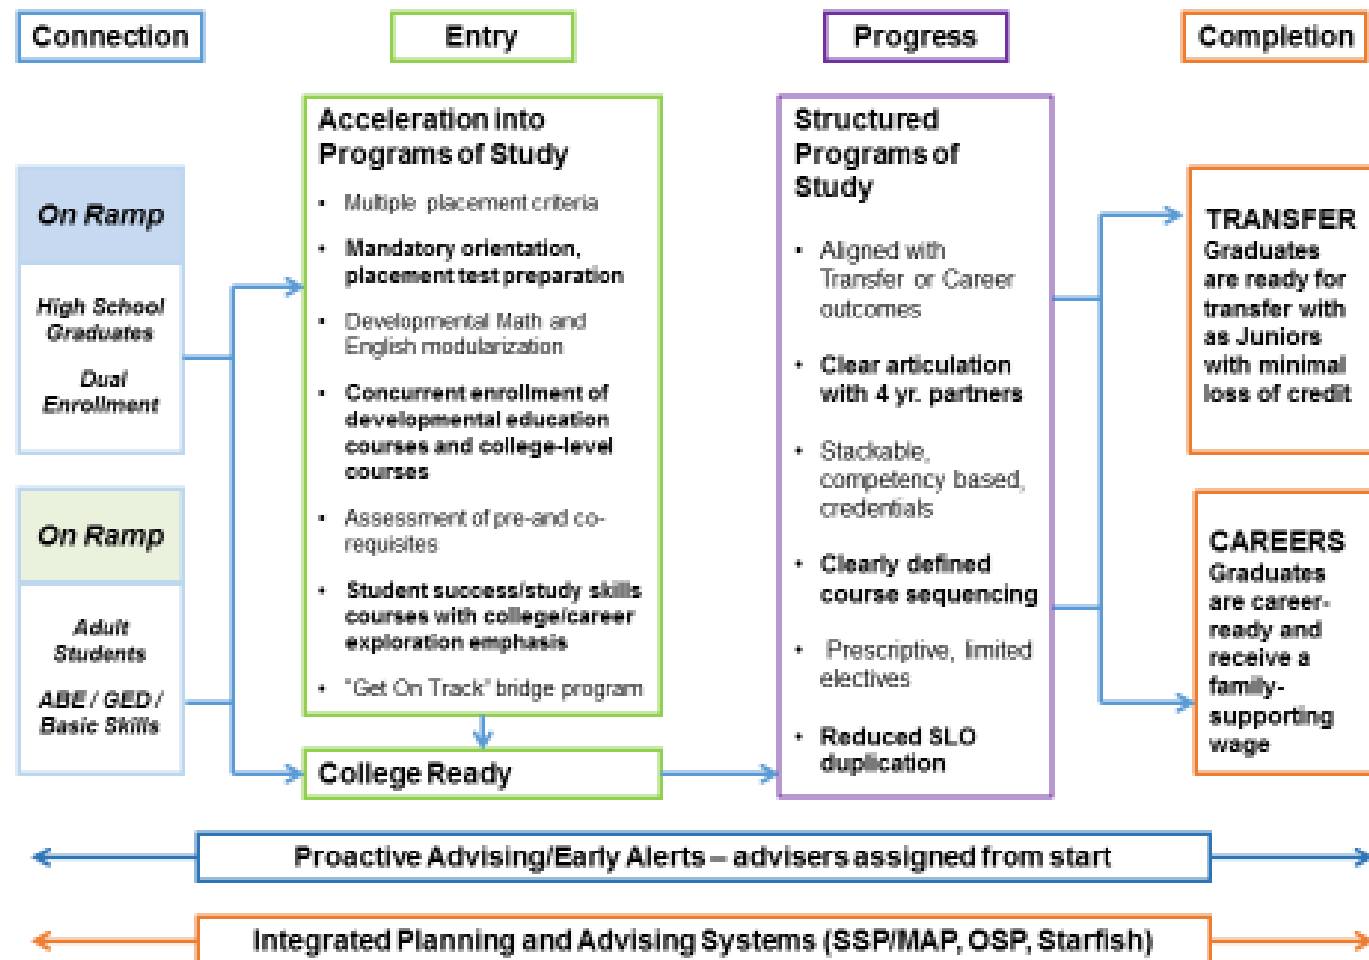 Connection
Entry
Progress
Completion
On Ramp
High School
Graduates
Dual
Enrollment
On Ramp
Adult
Students
ABE / GED /
Basic Skills
Acceleration into
Programs of Study
• Multiple placement criteria
• Mandatory orientation,
placement test preparation
• Developmental Math and
English modularization
• Concurrent enrollment of
developmental education
courses and college-level
courses
• Assessment of pre-and co-
requisites
• Student success/study skills
courses with college/career
exploration emphasis
• "Get On Track" bridge program
College Ready
Structured
Programs of
Study
• Aligned with
Transfer or Career
outcomes
• Clear articulation
with 4 yr. partners
• Stackable,
competency based,
credentials
• Clearly defined
course sequencing
• Prescriptive, limited
electives
• Reduced SLO
duplication
TRANSFER
Graduates
are ready for
transfer with
as Juniors
with minimal
loss of credit
CAREERS
Graduates
are career-
ready and
receive a
family-
supporting
wage
Proactive Advising/Early Alerts – advisers assigned from start
Integrated Planning and Advising Systems (SSP/MAP, OSP, Starfish)